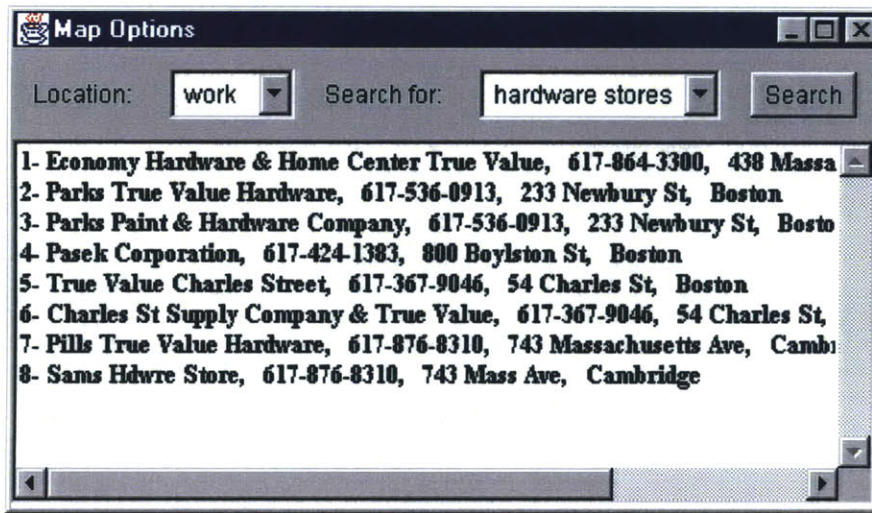 Map Options
Location: work Search for: hardware stores Search
1- Economy Hardware & Home Center True Value, 617-864-3300, 438 Massa
2- Parks True Value Hardware, 617-536-0913, 233 Newbury St, Boston
3- Parks Paint & Hardware Company, 617-536-0913, 233 Newbury St, Bosto
4- Pasek Corporation, 617-424-1383, 800 Boylston St, Boston
5- True Value Charles Street, 617-367-9046, 54 Charles St, Boston
6- Charles St Supply Company & True Value, 617-367-9046, 54 Charles St,
7- Pills True Value Hardware, 617-876-8310, 743 Massachusetts Ave, Camb
8- Sams Hdwre Store, 617-876-8310, 743 Mass Ave, Cambridge